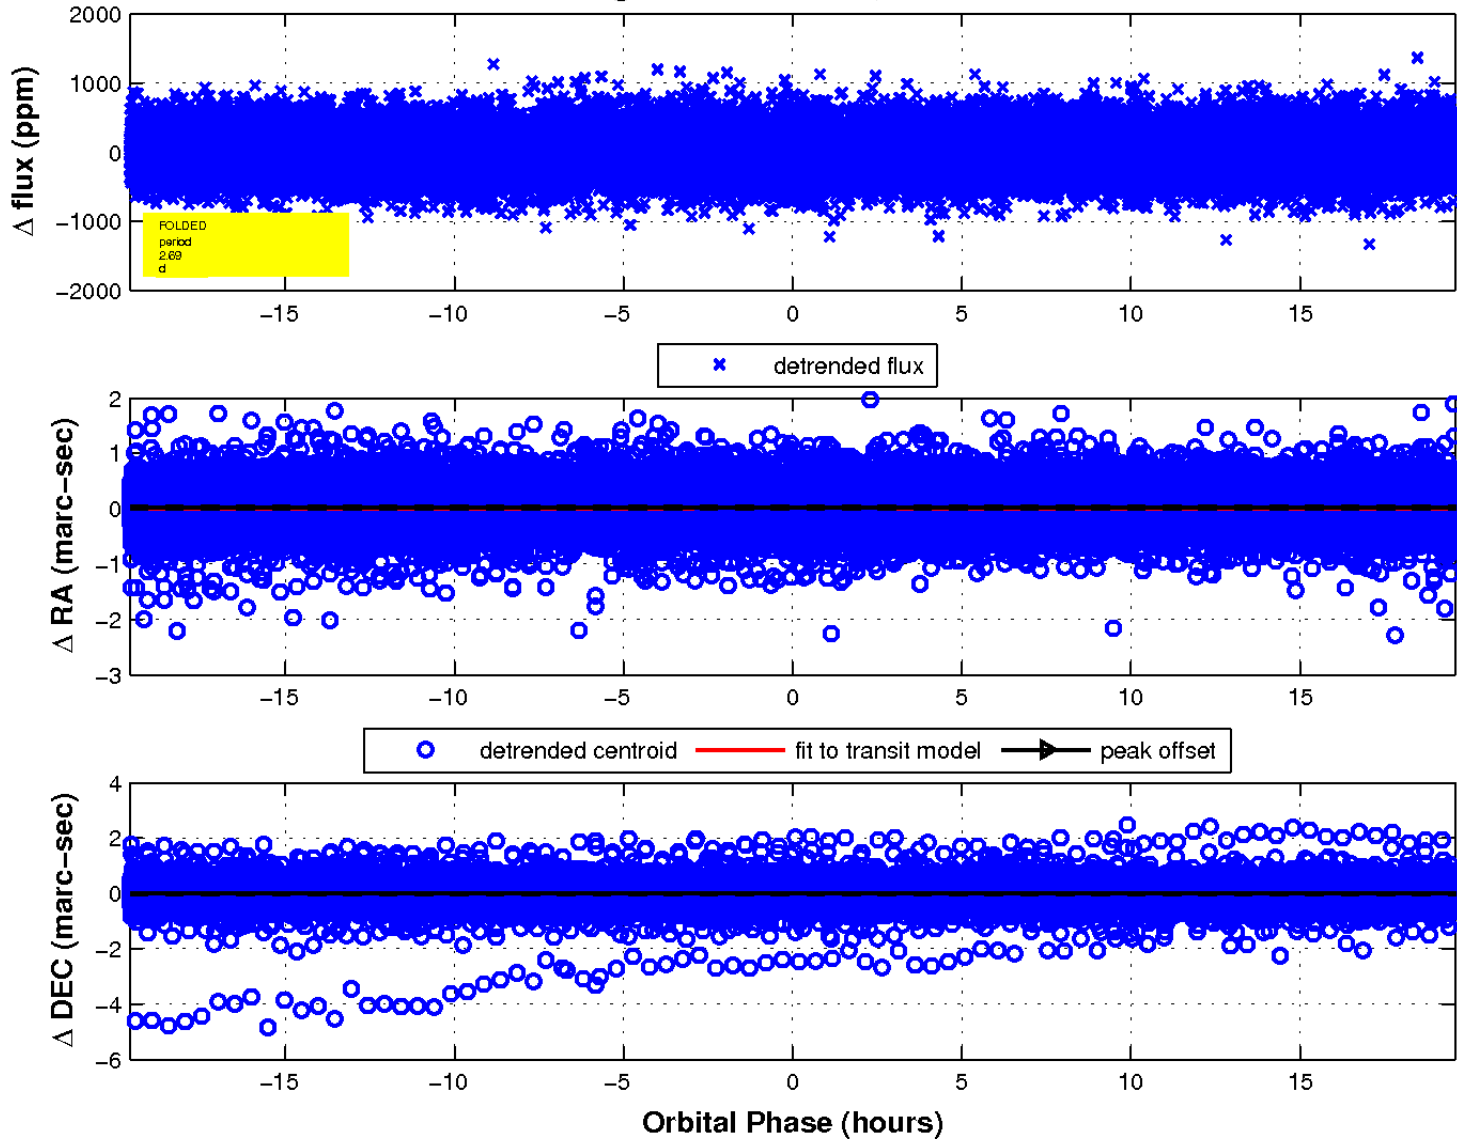 2000
1000
0
−1000
−2000
Δ flux (ppm)
FOLDED
period
2.69
d
−15 −10 −5 0 5 10 15
detrended flux
2
1
0
−1
−2
−3
Δ RA (marc−sec)
−15 −10 −5 0 5 10 15
detrended centroid fit to transit model peak offset
4
2
0
−2
−4
−6
Δ DEC (marc−sec)
−15 −10 −5 0 5 10 15
Orbital Phase (hours)